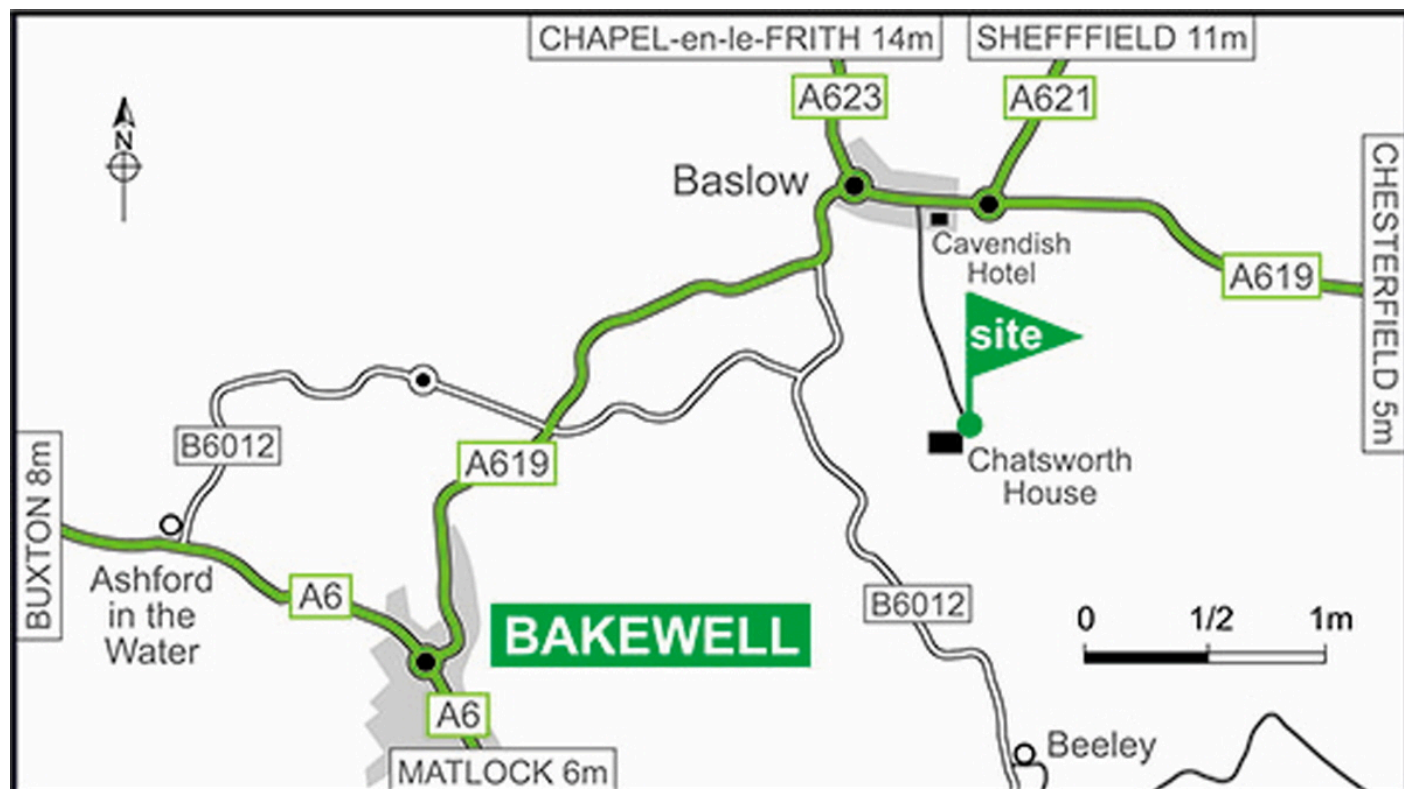 CHAPEL-en-le-FRITH 14m
SHEFFFIELD 11m
A623
A621
N
Baslow
CHESTERFIELD 5m
Cavendish
Hotel
A619
site
B6012
A619
Chatsworth
House
BUXTON 8m
Ashford
in the
Water
A6
B6012
BAKEWELL
0 1/2 1m
A6
Beeley
MATLOCK 6m